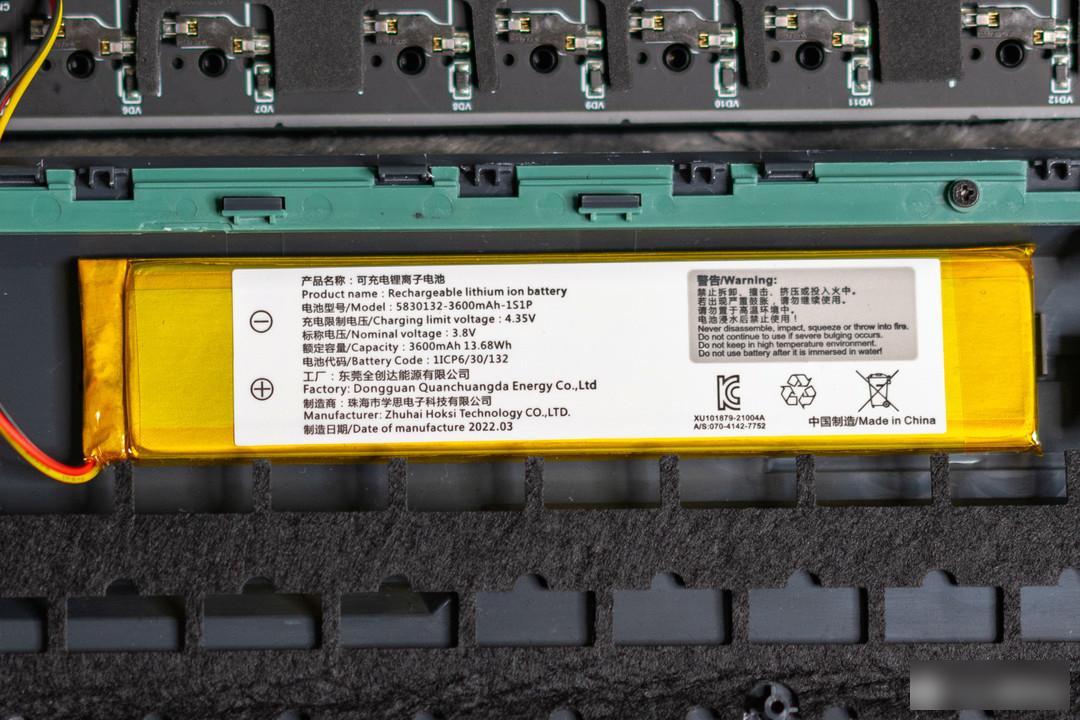 VD6
VD7
VD8
VD9
VD10
VD11
VD12
产品名称：可充电锂离子电池
Product name : Rechargeable lithium ion battery
电池型号/Model : 5830132-3600mAh-1S1P
充电限制电压/Charging limit voltage : 4.35V
标称电压/Nominal voltage : 3.8V
额定容量/Capacity : 3600mAh 13.68Wh
电池代码/Battery Code : 1ICP6/30/132
工厂：东莞全创达能源有限公司
Factory: Dongguan Quanchuangda Energy Co.,Ltd
制造商：珠海市学思电子科技有限公司
Manufacturer: Zhuhai Hoksi Technology CO.,LTD.
制造日期/Date of manufacture 2022.03
警告/Warning:
禁止拆卸、撞击、挤压或投入火中。
若出现严重鼓胀，请勿继续使用。
请勿置于高温环境中。
电池浸水后禁止使用！
Never disassemble, impact, squeeze or throw into fire.
Do not continue to use if severe bulging occurs.
Do not keep in high temperature environment.
Do not use battery after it is immersed in water!
XU101879-21004A
A/S:070-4142-7752
中国制造/Made in China